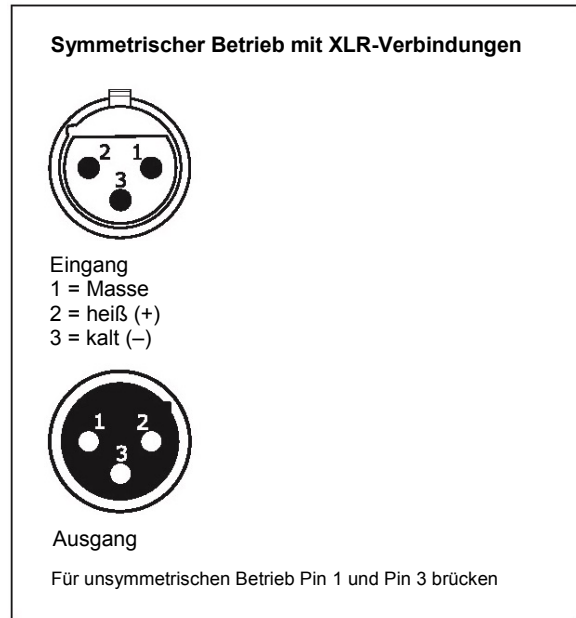 Symmetrischer Betrieb mit XLR-Verbindungen
2 1
3
Eingang
1 = Masse
2 = heiß (+)
3 = kalt (–)
1 2
3
Ausgang
Für unsymmetrischen Betrieb Pin 1 und Pin 3 brücken